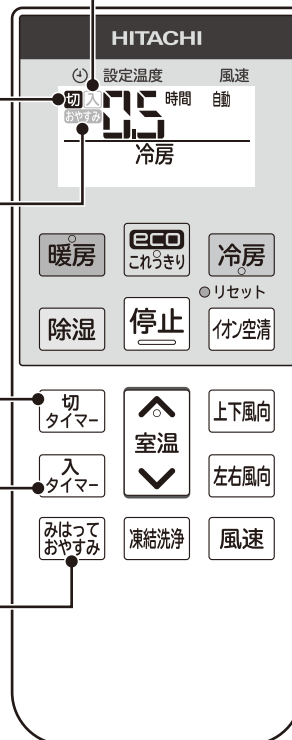 HITACHI
設定温度 風速
切 入 0.5 時間 自動
おやすみ
冷房
暖房 eco これっきり 冷房
リセット
除湿 停止 イオン空清
切タイマー 室温 上下風向
入タイマー 左右風向
みはっておやすみ 凍結洗浄 風速